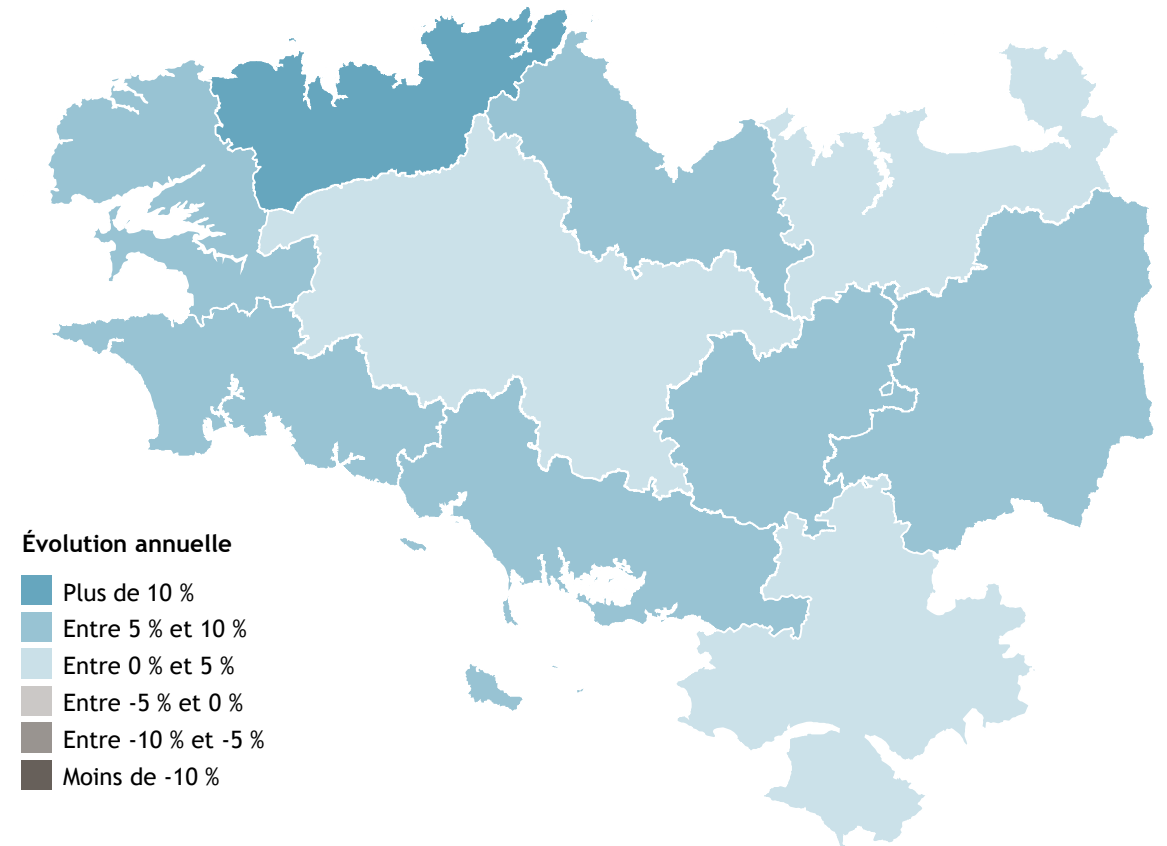 Évolution annuelle
Plus de 10 %
Entre 5 % et 10 %
Entre 0 % et 5 %
Entre -5 % et 0 %
Entre -10 % et -5 %
Moins de -10 %